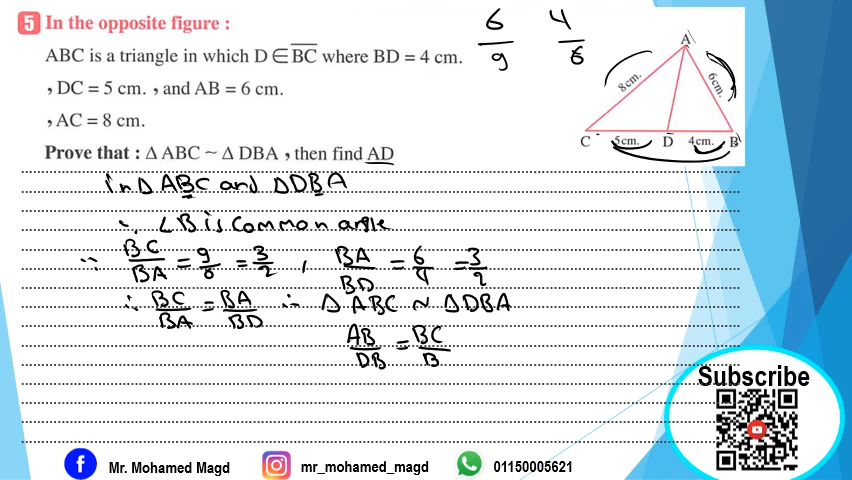 5 In the opposite figure :
ABC is a triangle in which D ∈ BC where BD = 4 cm.
, DC = 5 cm. , and AB = 6 cm.
, AC = 8 cm.
Prove that : Δ ABC ~ Δ DBA , then find AD
6/9 4/6
A
8cm.
6cm.
C 5cm. D 4cm. B
in Δ ABC and Δ DBA
∴ ∠B is common angle
∵ BC/BA = 9/6 = 3/2 , BA/BD = 6/4 = 3/2
∴ BC/BA = BA/BD ∴ Δ ABC ~ Δ DBA
AB/DB = BC/B
Subscribe
Mr. Mohamed Magd
mr_mohamed_magd
01150005621